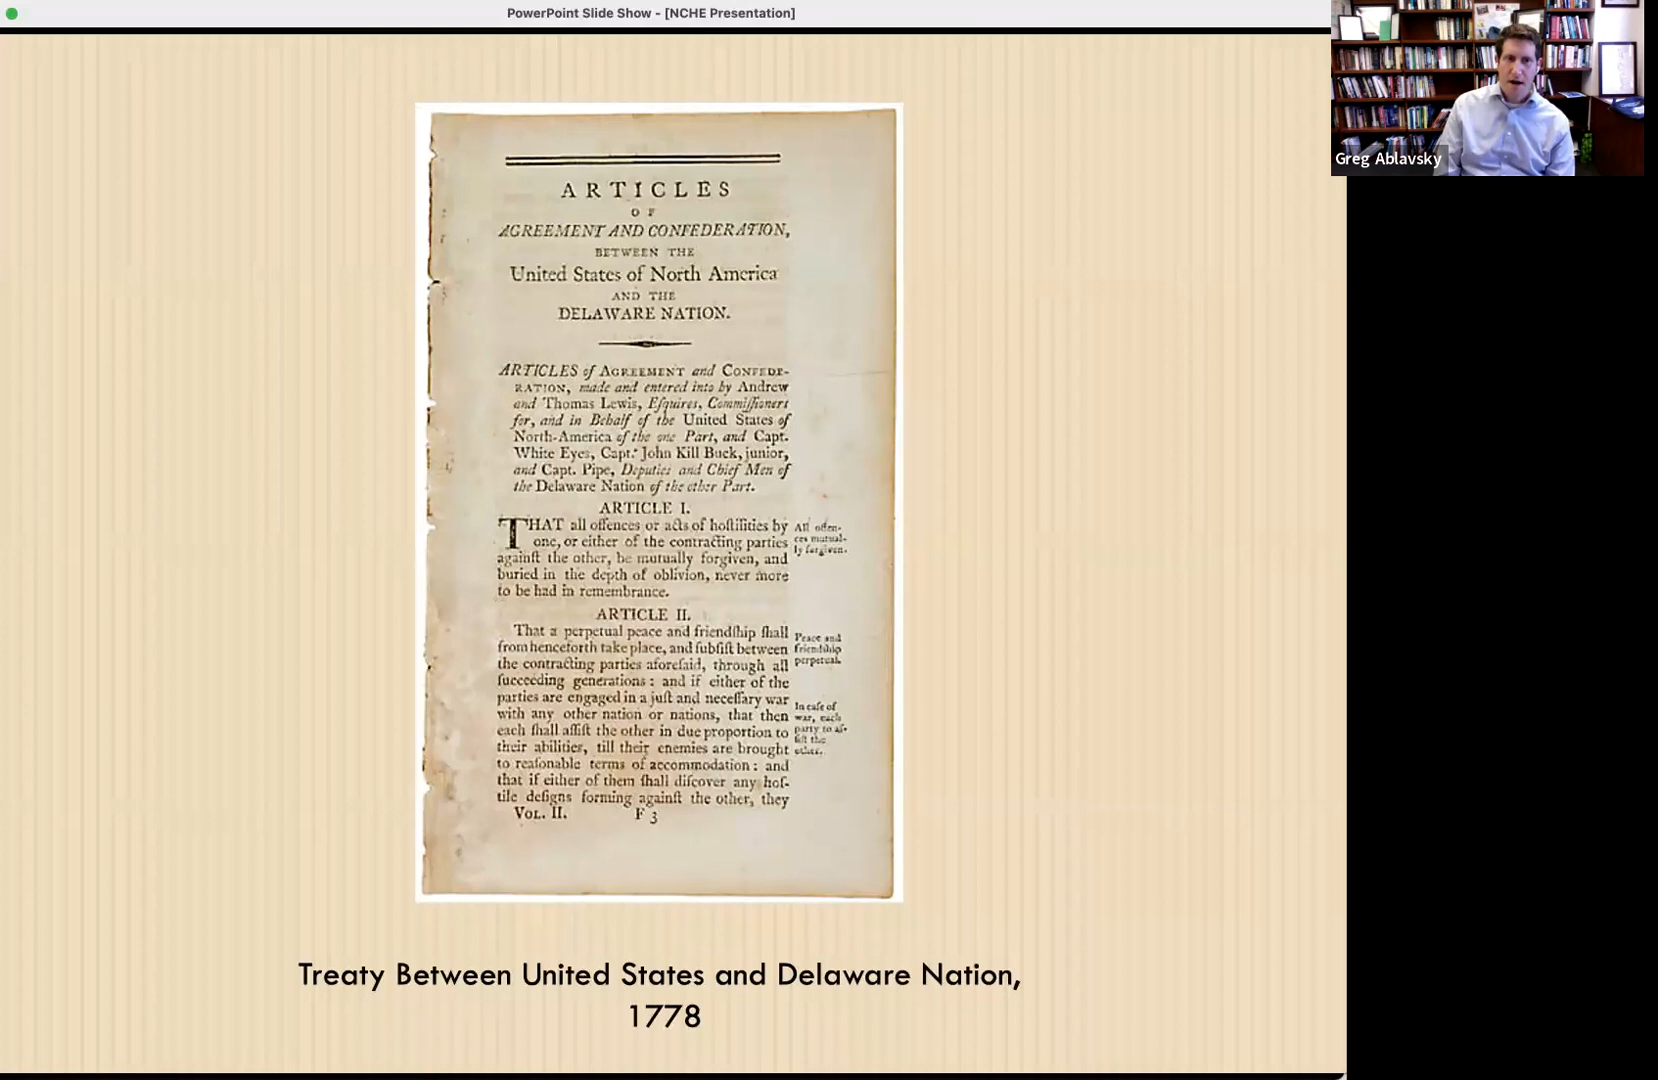 PowerPoint Slide Show - [NCHE Presentation]
Greg Ablavsky
ARTICLES
OF
AGREEMENT AND CONFEDERATION,
BETWEEN THE
United States of North America
AND THE
DELAWARE NATION.
ARTICLES of AGREEMENT and CONFEDE-
RATION, made and entered into by Andrew
and Thomas Lewis, Eſquires, Commiſſioners
for, and in Behalf of the United States of
North-America of the one Part, and Capt.
White Eyes, Capt. John Kill Buck, junior,
and Capt. Pipe, Deputies and Chief Men of
the Delaware Nation of the other Part.
ARTICLE I.
THAT all offences or acts of hoſtilities by
one, or either of the contracting parties
againſt the other, be mutually forgiven, and
buried in the depth of oblivion, never more
to be had in remembrance.
All offen-
ces mutual-
ly forgiven.
ARTICLE II.
That a perpetual peace and friendſhip ſhall
from henceforth take place, and ſubſiſt between
the contracting parties aforeſaid, through all
ſucceeding generations: and if either of the
parties are engaged in a juſt and neceſſary war
with any other nation or nations, that then
each ſhall aſſiſt the other in due proportion to
their abilities, till their enemies are brought
to reaſonable terms of accommodation: and
that if either of them ſhall diſcover any hoſ-
tile deſigns forming againſt the other, they
Peace and
friendſhip
perpetual.
In caſe of
war, each
party to aſ-
ſiſt the
other.
VOL. II. F 3
Treaty Between United States and Delaware Nation,
1778